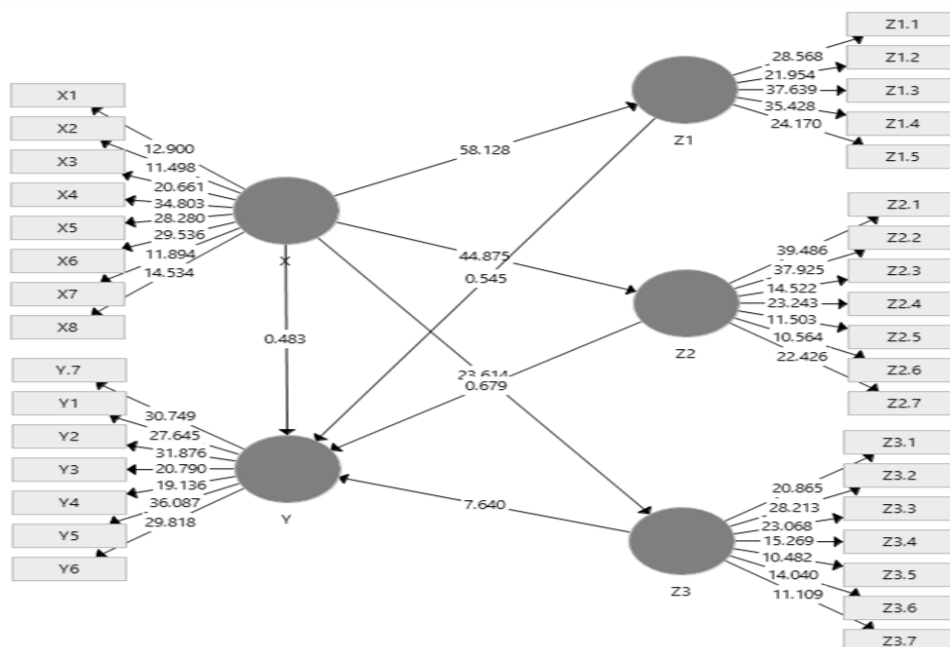 X1
X2
X3
X4
X5
X6
X7
X8
12.900
11.498
20.661
34.803
28.280
29.536
11.894
14.534
X
58.128
44.875
0.545
0.483
23.614
0.679
7.640
Y.7
Y1
Y2
Y3
Y4
Y5
Y6
30.749
27.645
31.876
20.790
19.136
36.087
29.818
Y
Z1
28.568
21.954
37.639
35.428
24.170
Z1.1
Z1.2
Z1.3
Z1.4
Z1.5
Z2
39.486
37.925
14.522
23.243
11.503
10.564
22.426
Z2.1
Z2.2
Z2.3
Z2.4
Z2.5
Z2.6
Z2.7
Z3
20.865
28.213
23.068
15.269
10.482
14.040
11.109
Z3.1
Z3.2
Z3.3
Z3.4
Z3.5
Z3.6
Z3.7